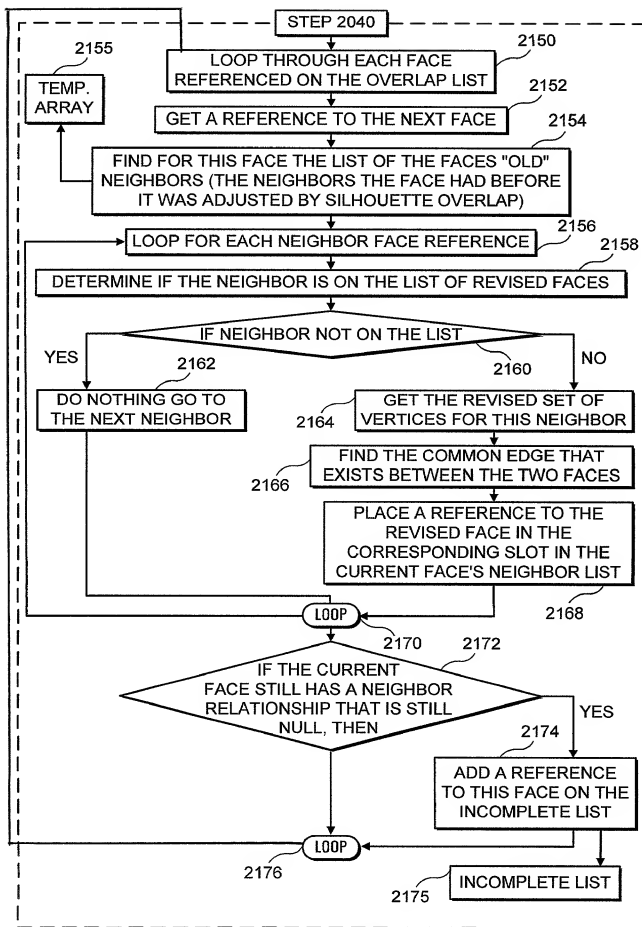 STEP 2040
2150
LOOP THROUGH EACH FACE
REFERENCED ON THE OVERLAP LIST
2155
TEMP.
ARRAY
2152
GET A REFERENCE TO THE NEXT FACE
2154
FIND FOR THIS FACE THE LIST OF THE FACES "OLD"
NEIGHBORS (THE NEIGHBORS THE FACE HAD BEFORE
IT WAS ADJUSTED BY SILHOUETTE OVERLAP)
2156
LOOP FOR EACH NEIGHBOR FACE REFERENCE
2158
DETERMINE IF THE NEIGHBOR IS ON THE LIST OF REVISED FACES
IF NEIGHBOR NOT ON THE LIST
2160
YES
NO
2162
DO NOTHING GO TO
THE NEXT NEIGHBOR
2164
GET THE REVISED SET OF
VERTICES FOR THIS NEIGHBOR
2166
FIND THE COMMON EDGE THAT
EXISTS BETWEEN THE TWO FACES
PLACE A REFERENCE TO THE
REVISED FACE IN THE
CORRESPONDING SLOT IN THE
CURRENT FACE'S NEIGHBOR LIST
2168
LOOP
2170
2172
IF THE CURRENT
FACE STILL HAS A NEIGHBOR
RELATIONSHIP THAT IS STILL
NULL, THEN
YES
2174
ADD A REFERENCE
TO THIS FACE ON THE
INCOMPLETE LIST
LOOP
2176
2175
INCOMPLETE LIST